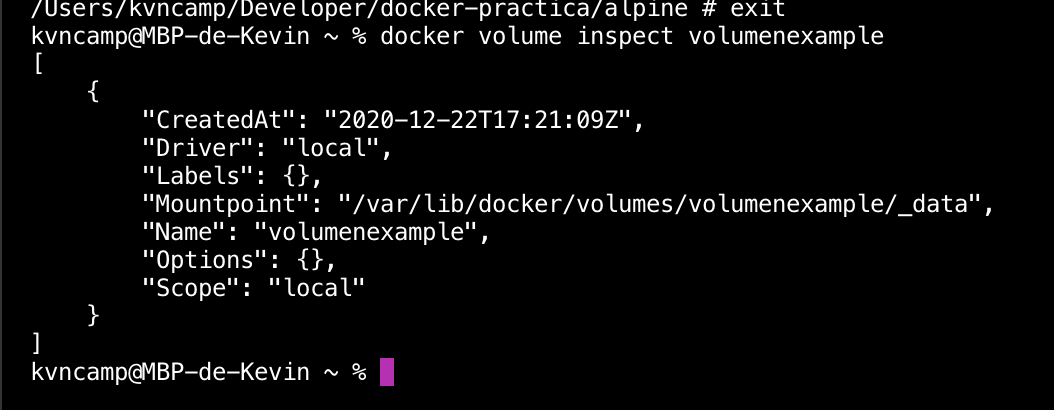 /Users/kvncamp/Developer/docker-practica/alpine # exit
kvncamp@MBP-de-Kevin ~ % docker volume inspect volumenexample
[
    {
        "CreatedAt": "2020-12-22T17:21:09Z",
        "Driver": "local",
        "Labels": {},
        "Mountpoint": "/var/lib/docker/volumes/volumenexample/_data",
        "Name": "volumenexample",
        "Options": {},
        "Scope": "local"
    }
]
kvncamp@MBP-de-Kevin ~ %